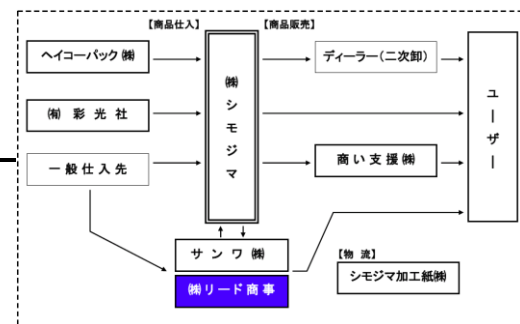 【商品仕入】
【商品販売】
ヘイコーパック㈱
㈲ 彩光社
一般仕入先
㈱シモジマ
ディーラー(二次卸)
商い支援㈱
ユーザー
サンワ㈱
㈱リード商事
【物 流】
シモジマ加工紙㈱